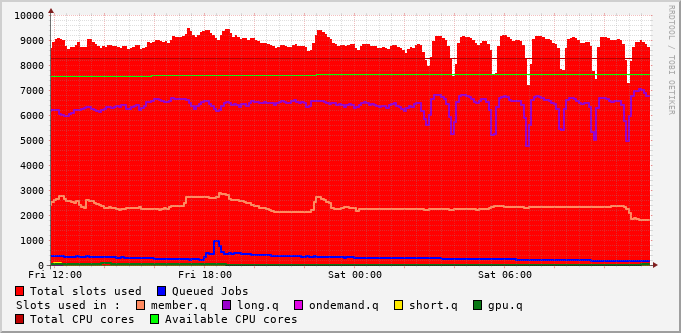 RRDTOOL / TOBI OETIKER
10000
9000
8000
7000
6000
5000
4000
3000
2000
1000
0
Fri 12:00 Fri 18:00 Sat 00:00 Sat 06:00
Total slots used Queued Jobs
Slots used in : member.q long.q ondemand.q short.q gpu.q
Total CPU cores Available CPU cores